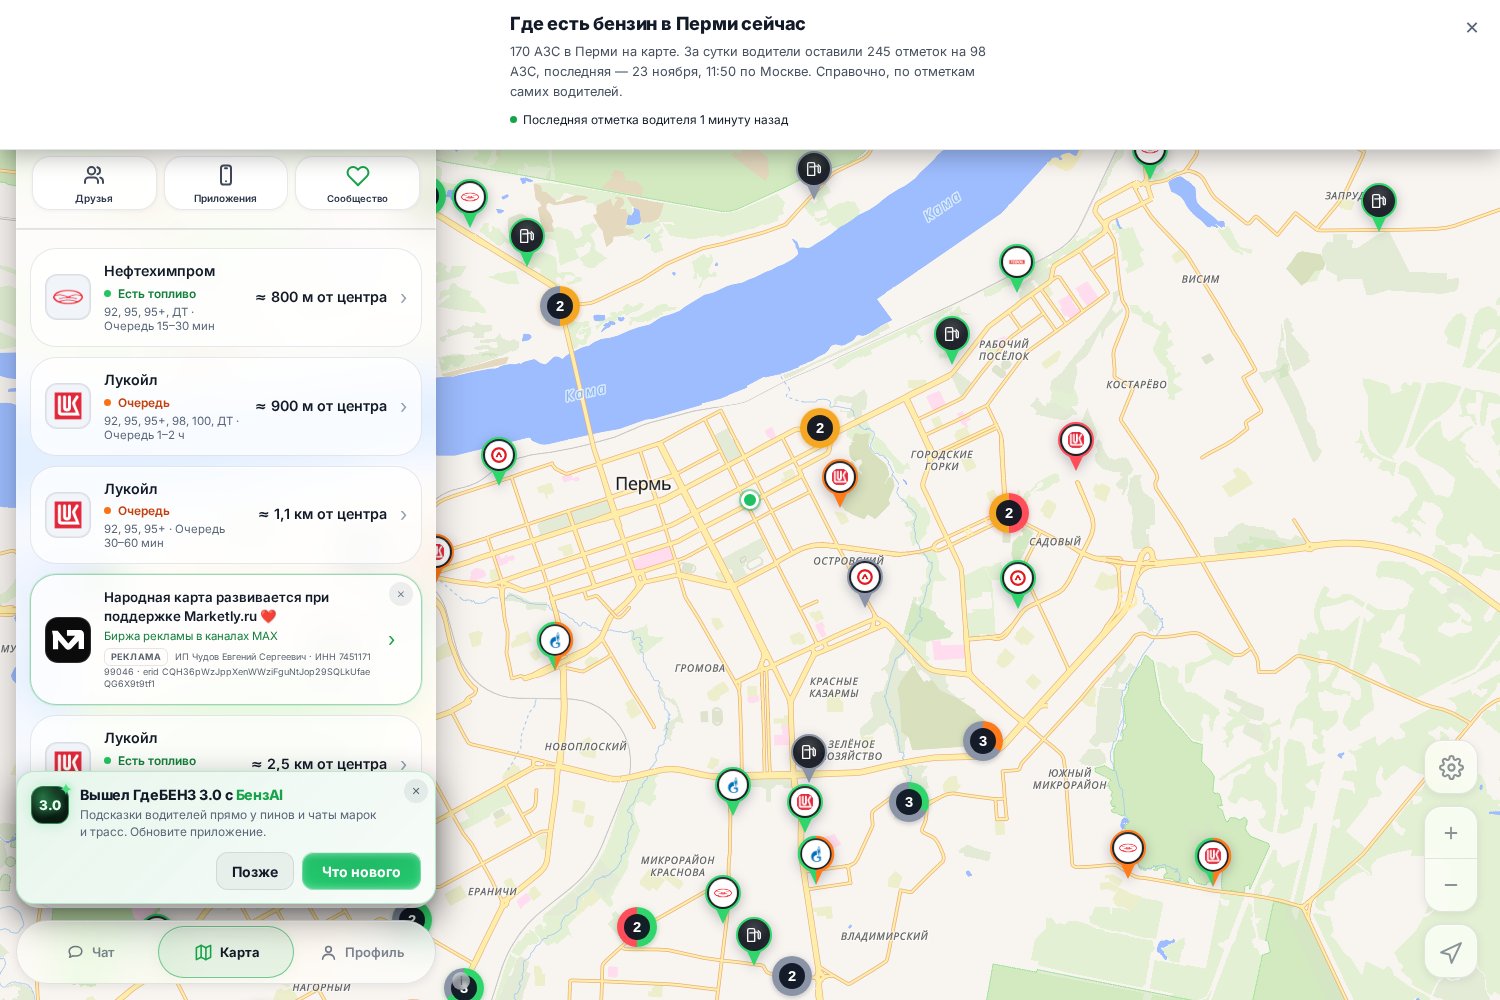 Где есть бензин в Перми сейчас
170 АЗС в Перми на карте. За сутки водители оставили 245 отметок на 98
АЗС, последняя — 23 ноября, 11:50 по Москве. Справочно, по отметкам
самих водителей.
Последняя отметка водителя 1 минуту назад
Друзья
Приложения
Сообщество
Нефтехимпром
Есть топливо
92, 95, 95+, ДТ ·
Очередь 15–30 мин
≈ 800 м от центра
Лукойл
Очередь
92, 95, 95+, 98, 100, ДТ ·
Очередь 1–2 ч
≈ 900 м от центра
Лукойл
Очередь
92, 95, 95+ · Очередь
30–60 мин
≈ 1,1 км от центра
Народная карта развивается при
поддержке Marketly.ru ❤️
Биржа рекламы в каналах MAX
РЕКЛАМА ИП Чудов Евгений Сергеевич · ИНН 7451171
99046 · erid CQH36pWzJppXenWWziFguNtJop29SQLkUfae
QG6X9t9tf1
Лукойл
Есть топливо
≈ 2,5 км от центра
3.0
Вышел ГдеБЕНЗ 3.0 с БензAI
Подсказки водителей прямо у пинов и чаты марок
и трасс. Обновите приложение.
Позже
Что нового
Чат
Карта
Профиль
Кама
ВИСИМ
2
РАБОЧИЙ
ПОСЁЛОК
КОСТАРЁВО
Кама
2
ГОРОДСКИЕ
ГОРКИ
Пермь
2
САДОВЫЙ
ГРОМОВА
КРАСНЫЕ
КАЗАРМЫ
НОВОПЛОСКИЙ
ЗЕЛЁНОЕ
3
ЮЖНЫЙ
МИКРОРАЙОН
3
МИКРОРАЙОН
КРАСНОВА
2
ВЛАДИМИРСКИЙ
2
НАГОРНЫЙ
3